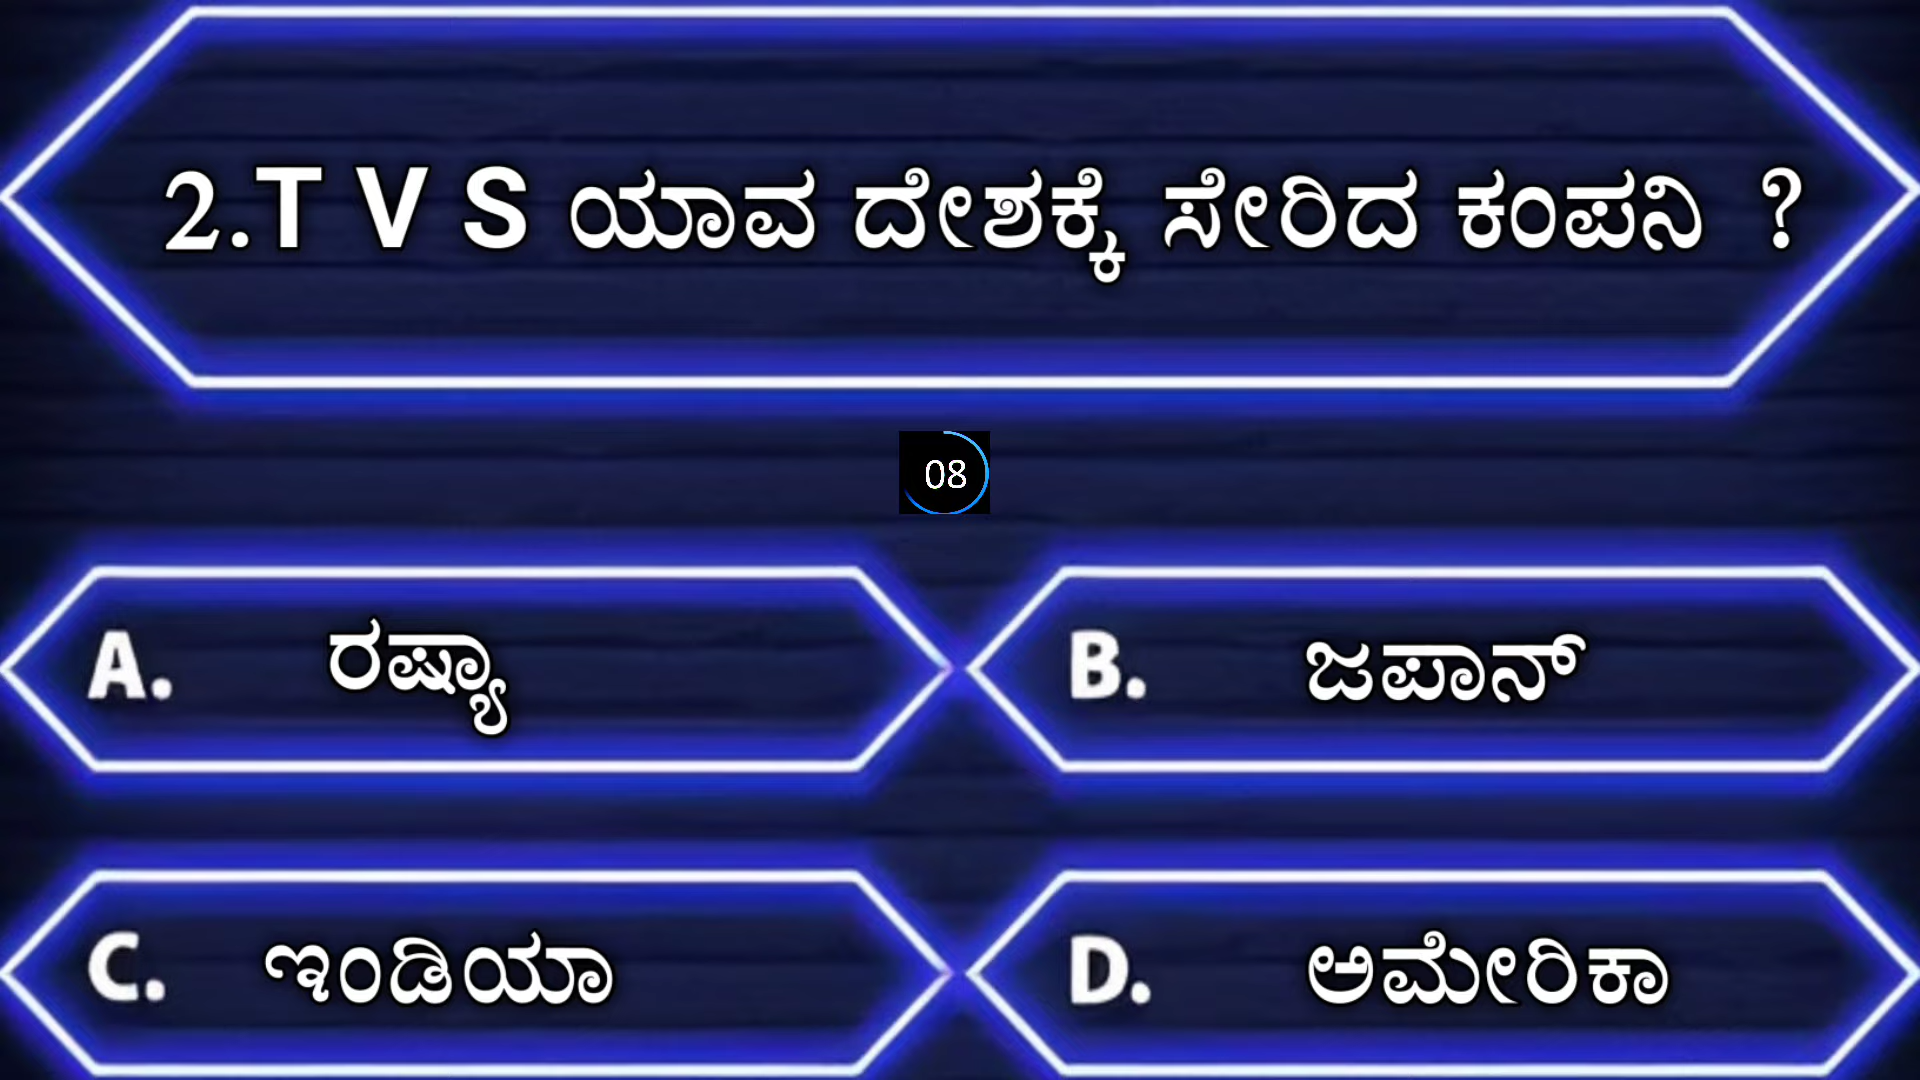 2.T V S ಯಾವ ದೇಶಕ್ಕೆ ಸೇರಿದ ಕಂಪನಿ ?
08
A. ರಷ್ಯಾ
B. ಜಪಾನ್
C. ಇಂಡಿಯಾ
D. ಅಮೇರಿಕಾ